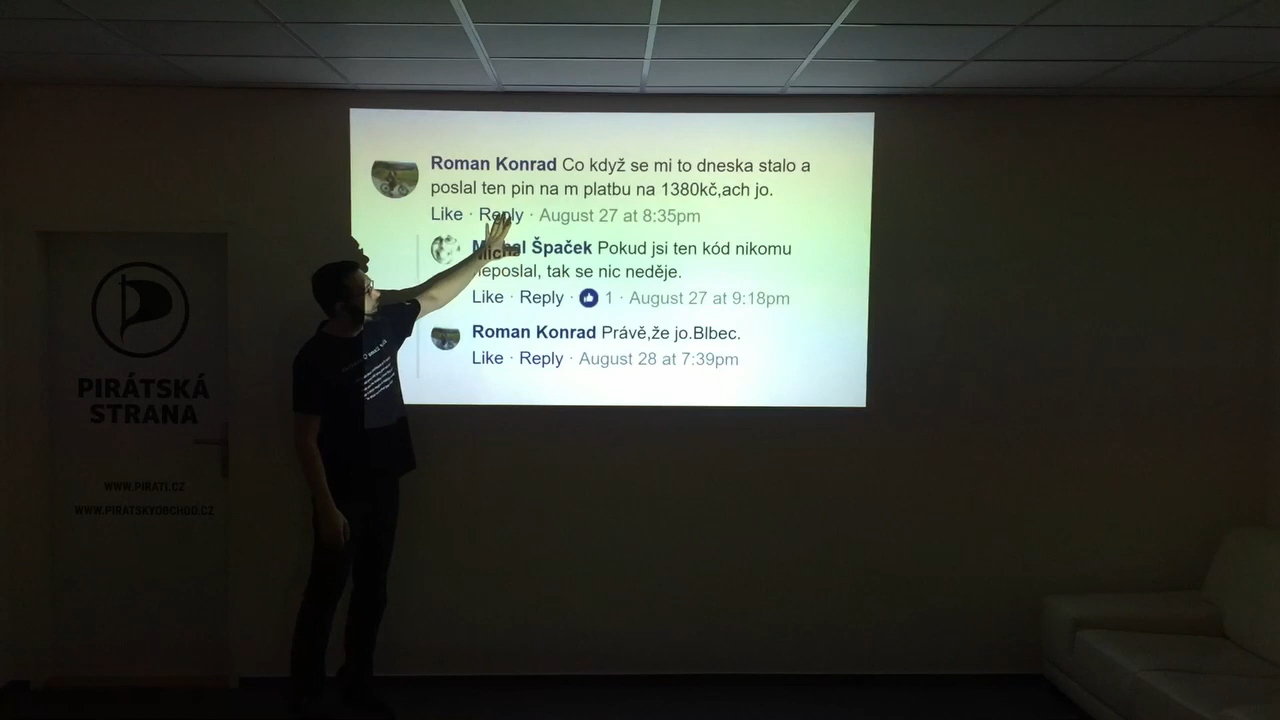 Roman Konrad Co když se mi to dneska stalo a
poslal ten pin na m platbu na 1380kč,ach jo.
Like · Reply · August 27 at 8:35pm
Michal Špaček Pokud jsi ten kód nikomu
neposlal, tak se nic neděje.
Like · Reply · 1 · August 27 at 9:18pm
Roman Konrad Právě,že jo.Blbec.
Like · Reply · August 28 at 7:39pm
PIRÁTSKÁ
STRANA
WWW.PIRATI.CZ
WWW.PIRATSKYOBCHOD.CZ